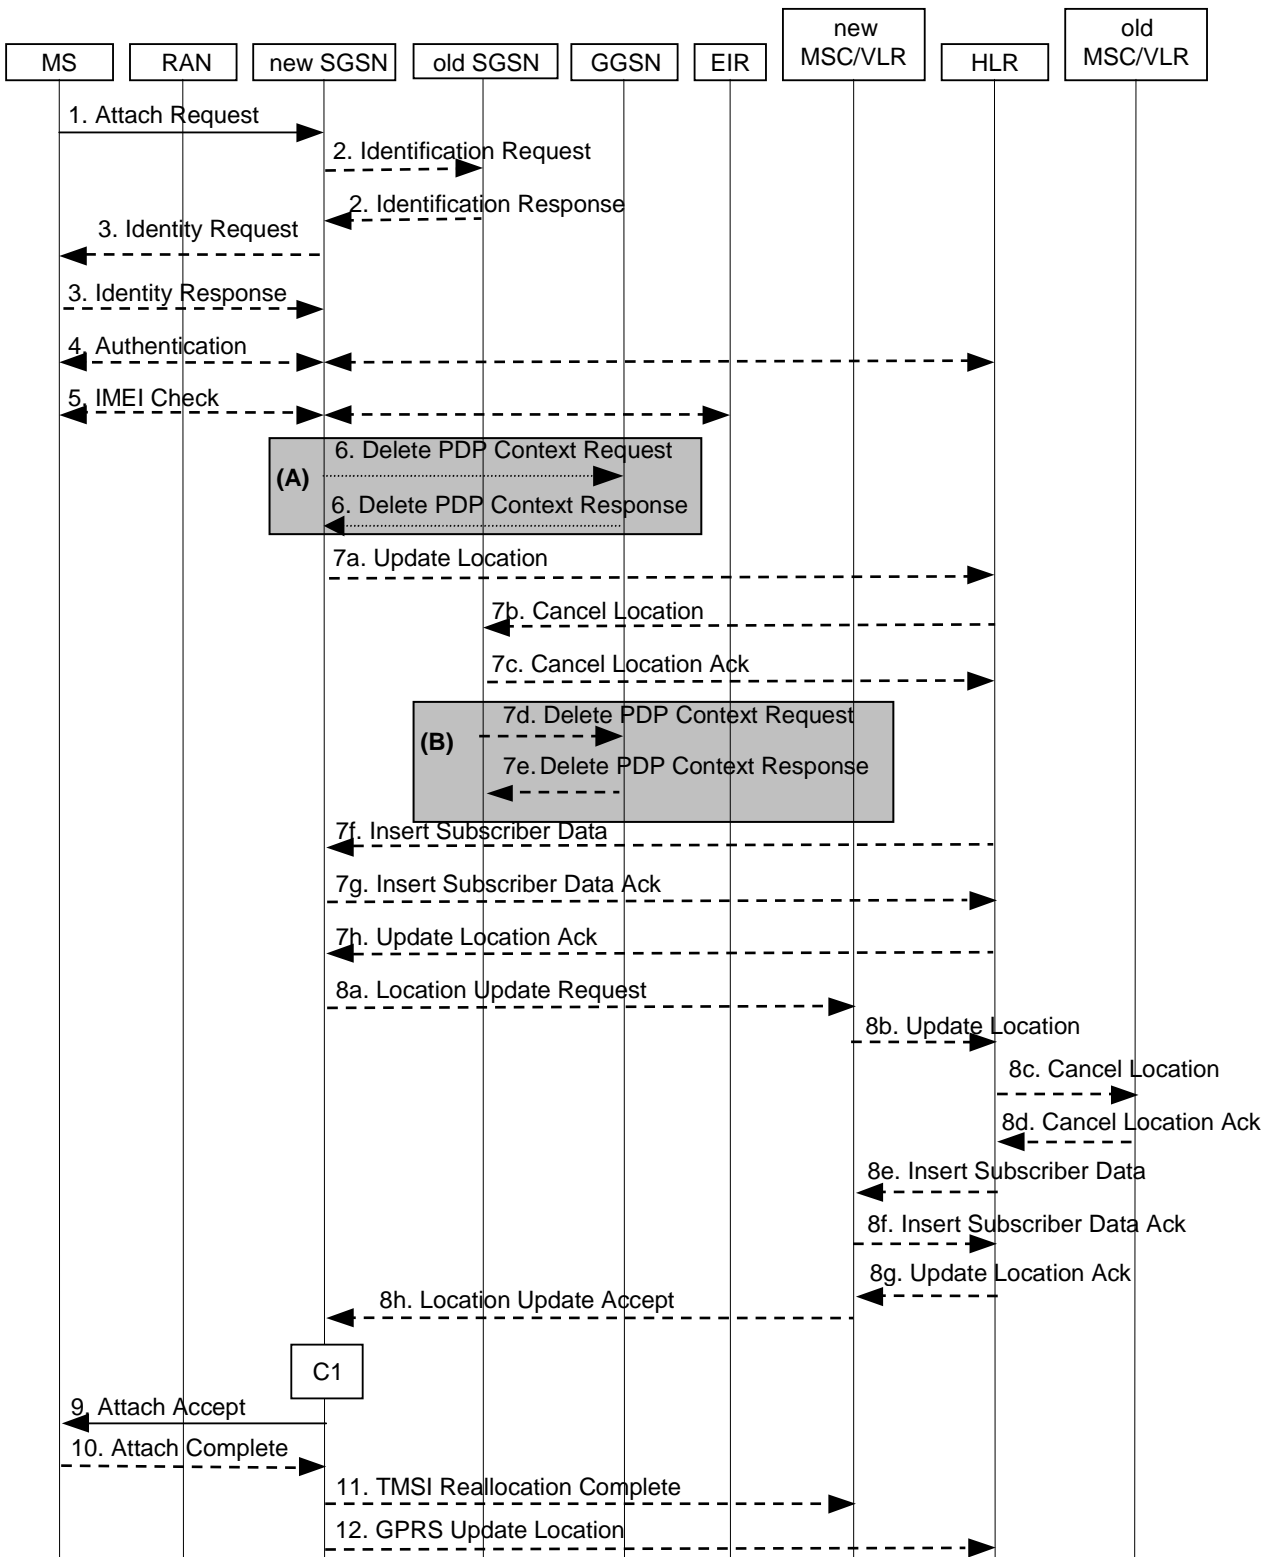 MS
RAN
new SGSN
old SGSN
GGSN
EIR
new
MSC/VLR
HLR
old
MSC/VLR
1. Attach Request
2. Identification Request
2. Identification Response
3. Identity Request
3. Identity Response
4. Authentication
5. IMEI Check
(A)
6. Delete PDP Context Request
6. Delete PDP Context Response
7a. Update Location
7b. Cancel Location
7c. Cancel Location Ack
(B)
7d. Delete PDP Context Request
7e. Delete PDP Context Response
7f. Insert Subscriber Data
7g. Insert Subscriber Data Ack
7h. Update Location Ack
8a. Location Update Request
8b. Update Location
8c. Cancel Location
8d. Cancel Location Ack
8e. Insert Subscriber Data
8f. Insert Subscriber Data Ack
8g. Update Location Ack
8h. Location Update Accept
C1
9. Attach Accept
10. Attach Complete
11. TMSI Reallocation Complete
12. GPRS Update Location